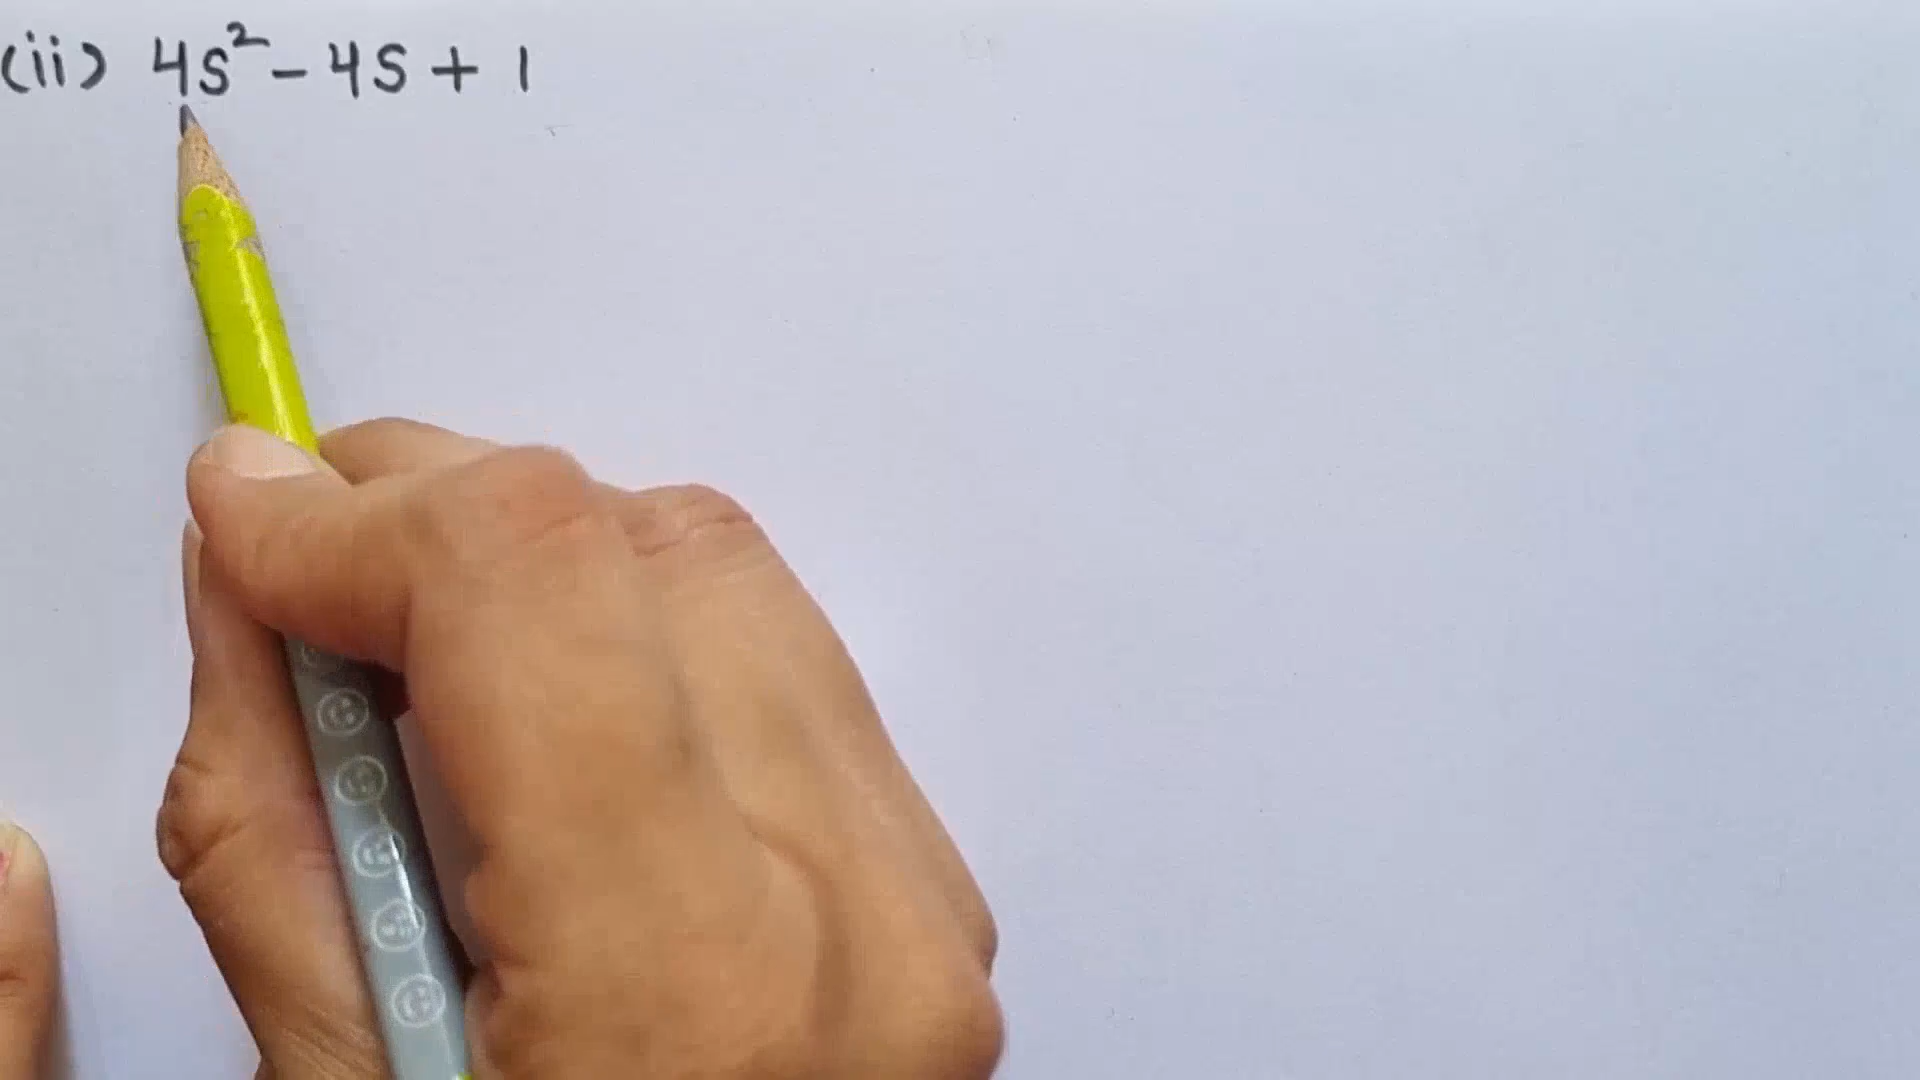 (ii) 4s² - 4s + 1